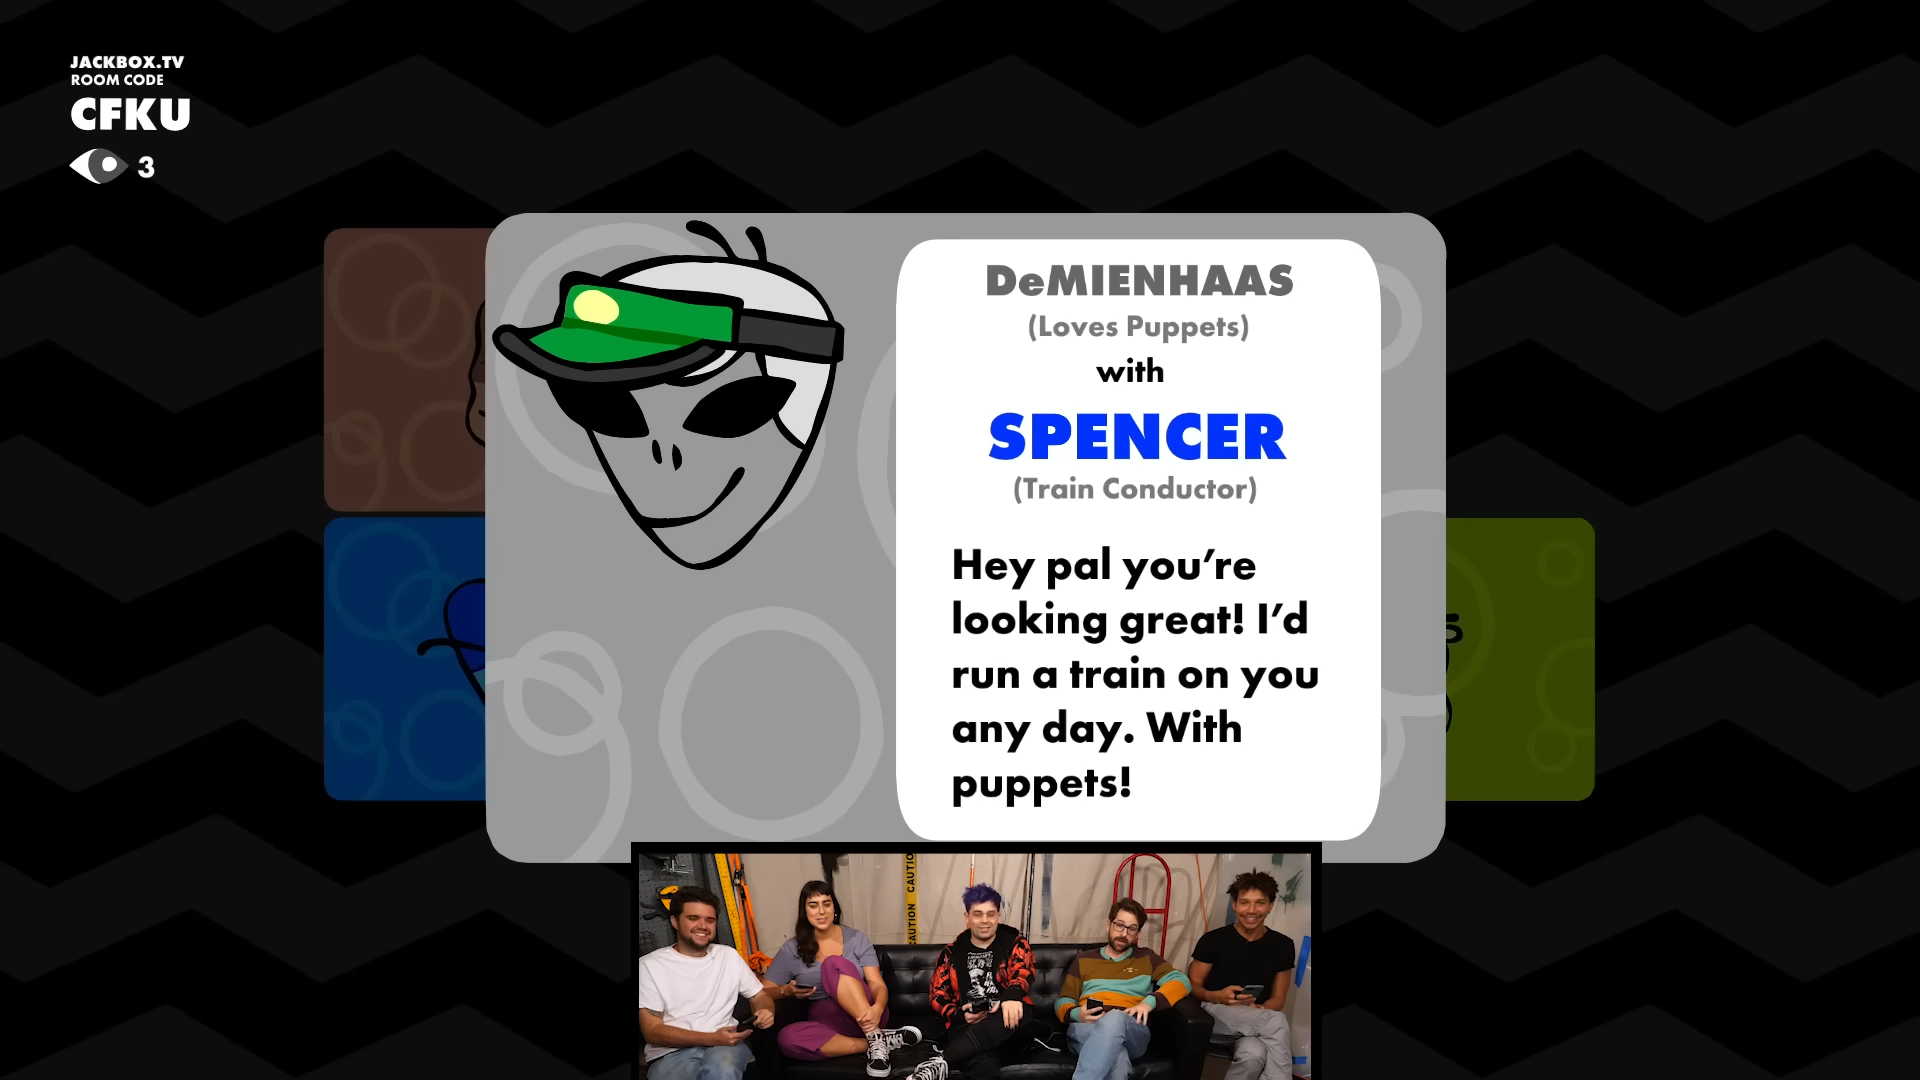 JACKBOX.TV
ROOM CODE
CFKU
3
DeMIENHAAS
(Loves Puppets)
with
SPENCER
(Train Conductor)
Hey pal you’re
looking great! I’d
run a train on you
any day. With
puppets!
CAUTIO
CAUTION